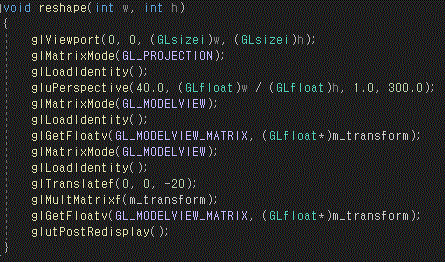 void reshape(int w, int h)
{
glViewport(0, 0, (GLsizei)w, (GLsizei)h);
glMatrixMode(GL_PROJECTION);
glLoadIdentity();
gluPerspective(40.0, (GLfloat)w / (GLfloat)h, 1.0, 300.0);
glMatrixMode(GL_MODELVIEW);
glLoadIdentity();
glGetFloatv(GL_MODELVIEW_MATRIX, (GLfloat*)m_transform);
glMatrixMode(GL_MODELVIEW);
glLoadIdentity();
glTranslatef(0, 0, -20);
glMultMatrixf(m_transform);
glGetFloatv(GL_MODELVIEW_MATRIX, (GLfloat*)m_transform);
glutPostRedisplay();
}